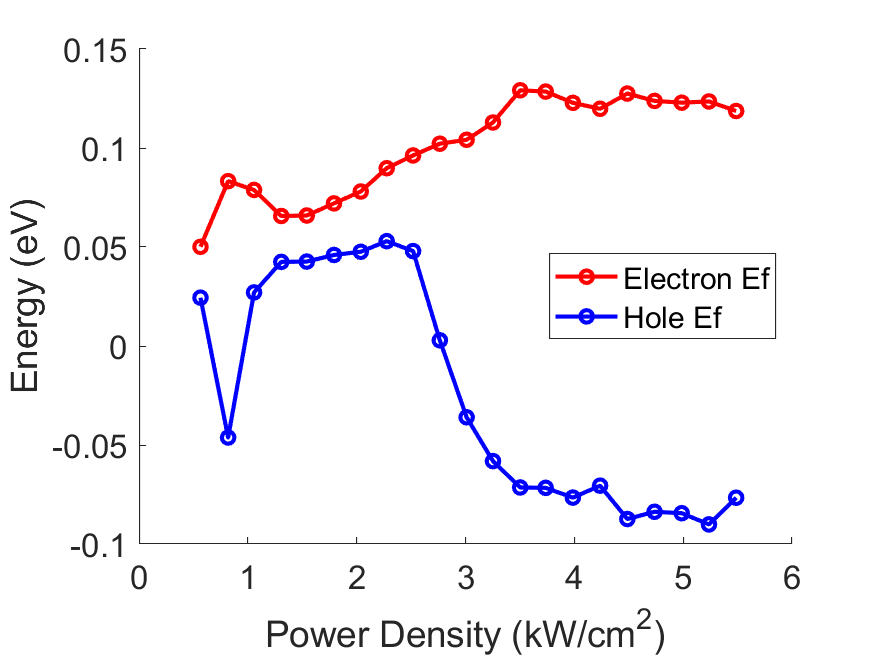 0.15
0.1
0.05
0
-0.05
-0.1
Energy (eV)
Electron Ef
Hole Ef
0 1 2 3 4 5 6
Power Density (kW/cm²)